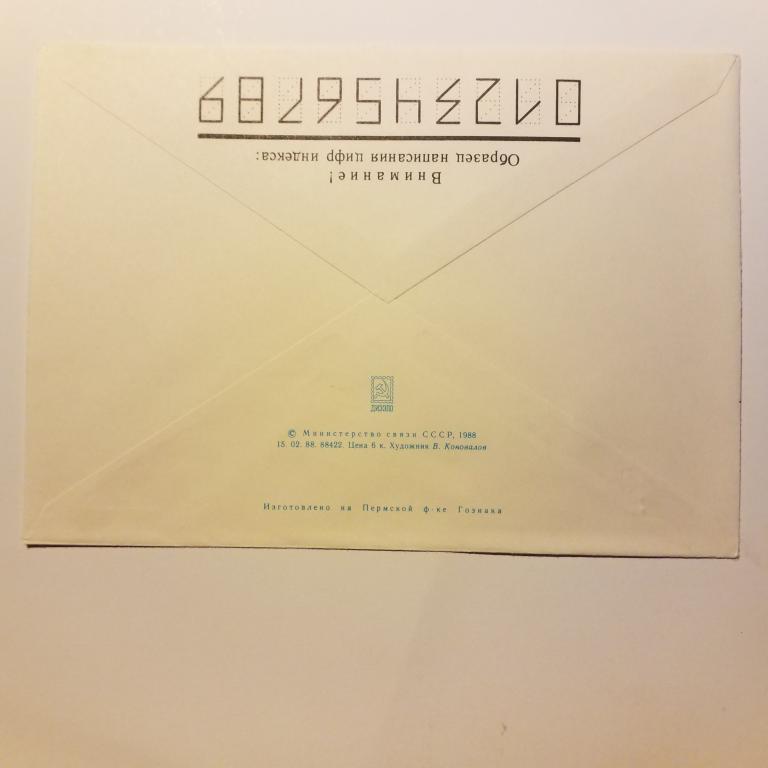 Внимание!
Образец написания цифр индекса:
0123456789
ДИЭЗПО
© Министерство связи СССР, 1988
15. 02. 88. 88422. Цена 6 к. Художник В. Коновалов
Изготовлено на Пермской ф-ке Гознака